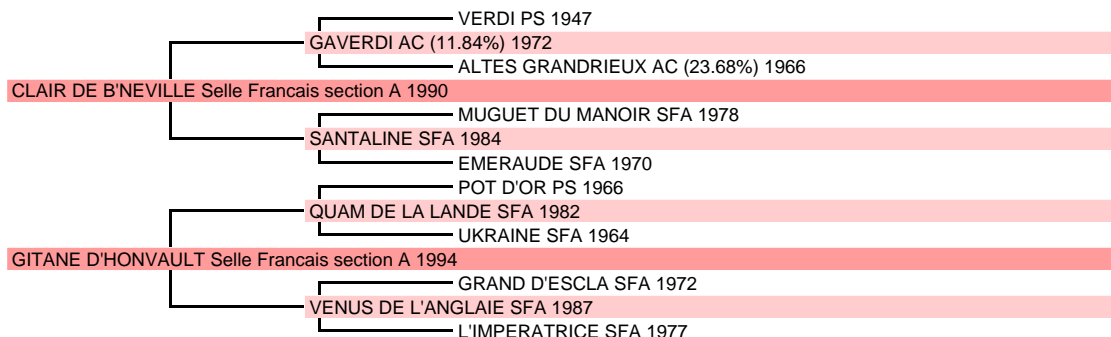 VERDI PS 1947
GAVERDI AC (11.84%) 1972
ALTES GRANDRIEUX AC (23.68%) 1966
CLAIR DE B'NEVILLE Selle Francais section A 1990
MUGUET DU MANOIR SFA 1978
SANTALINE SFA 1984
EMERAUDE SFA 1970
POT D'OR PS 1966
QUAM DE LA LANDE SFA 1982
UKRAINE SFA 1964
GITANE D'HONVAULT Selle Francais section A 1994
GRAND D'ESCLA SFA 1972
VENUS DE L'ANGLAIE SFA 1987
L'IMPERATRICE SFA 1977